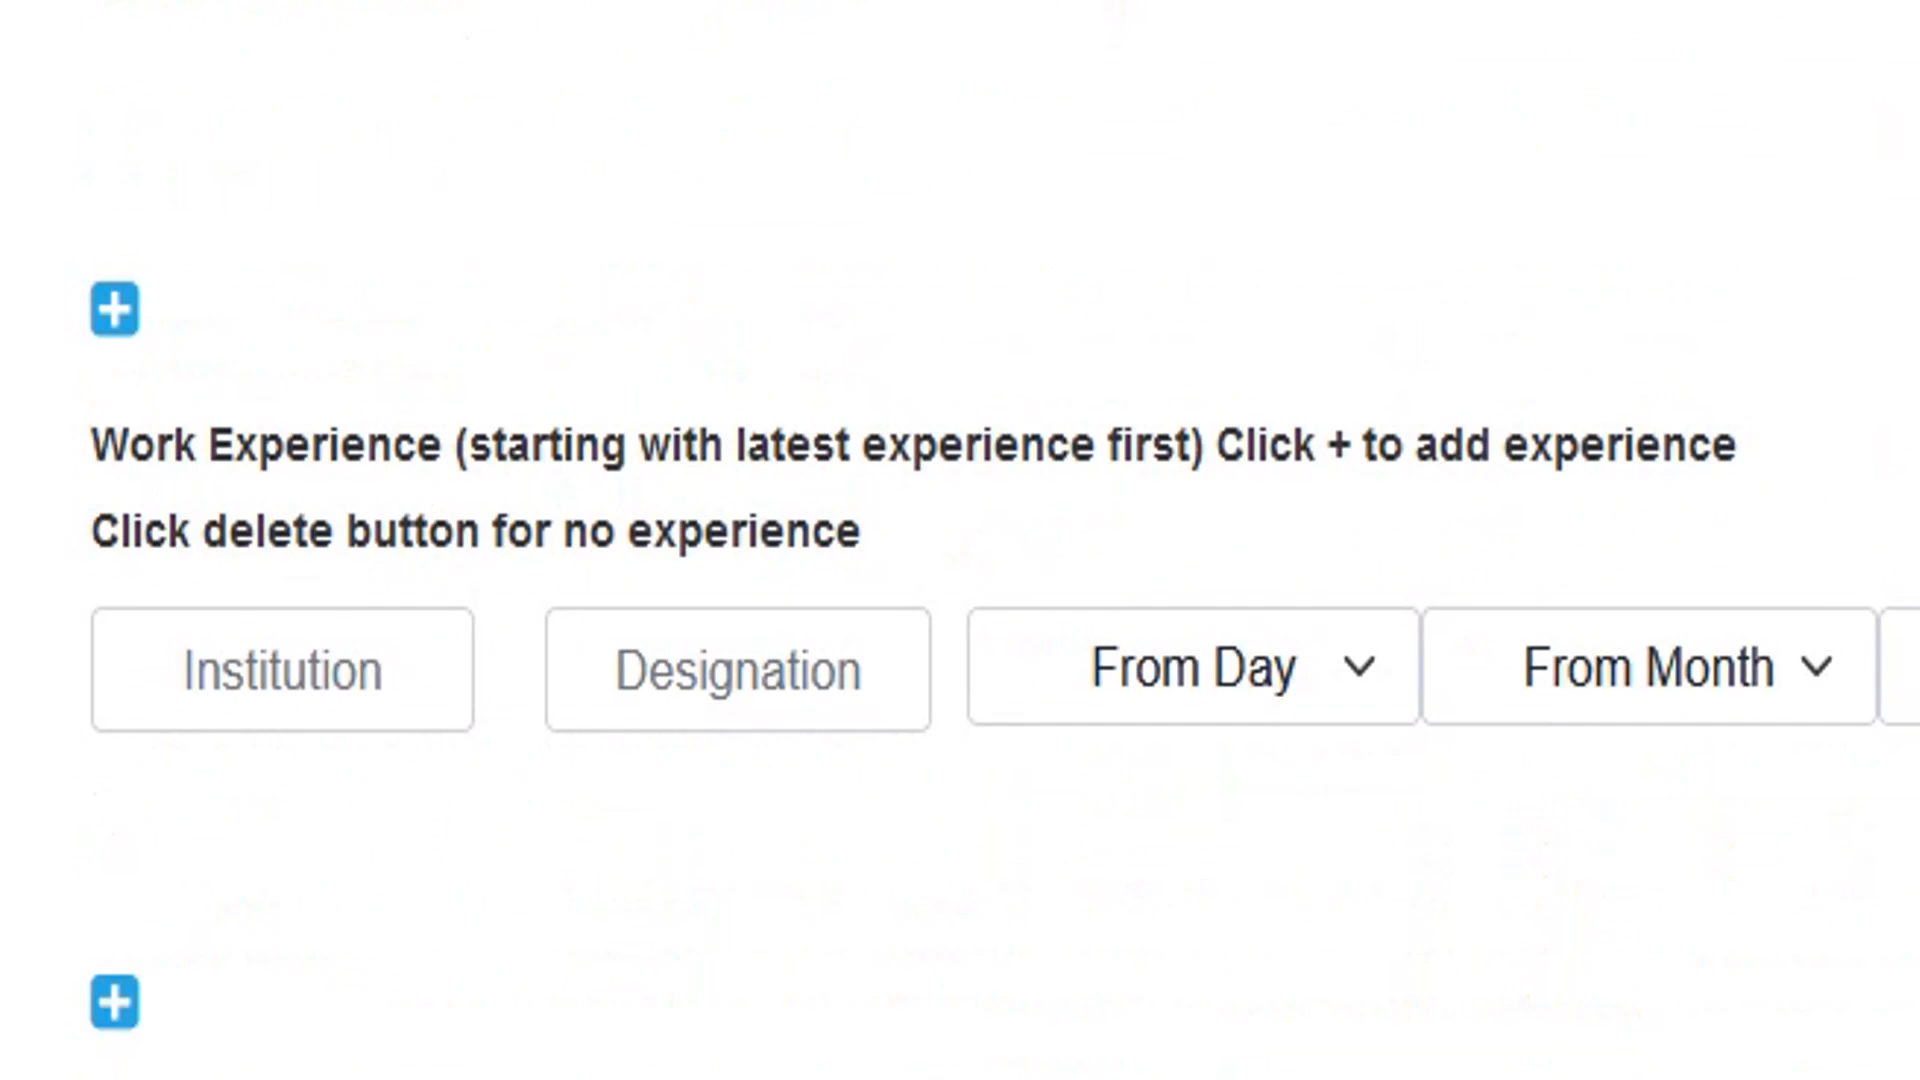 Work Experience (starting with latest experience first) Click + to add experience
Click delete button for no experience
Institution Designation From Day From Month